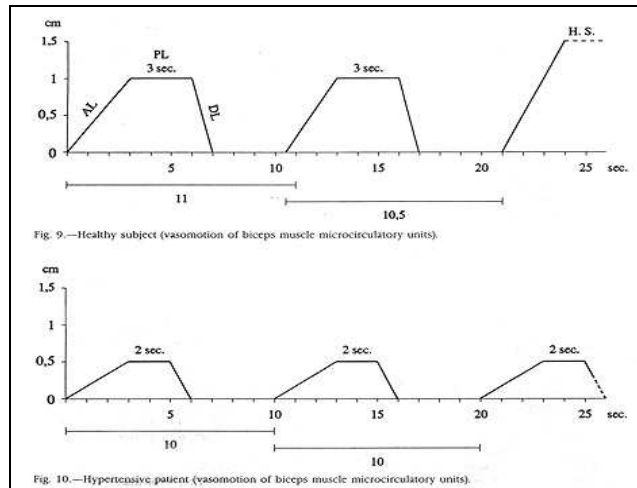 cm
1,5
1
0,5
0
AL
PL
3 sec.
DL
3 sec.
H. S.
5
10
15
20
25
sec.
11
10,5
Fig. 9.—Healthy subject (vasomotion of biceps muscle microcirculatory units).
cm
1,5
1
0,5
0
2 sec.
2 sec.
2 sec.
5
10
15
20
25
sec.
10
10
Fig. 10.—Hypertensive patient (vasomotion of biceps muscle microcirculatory units).